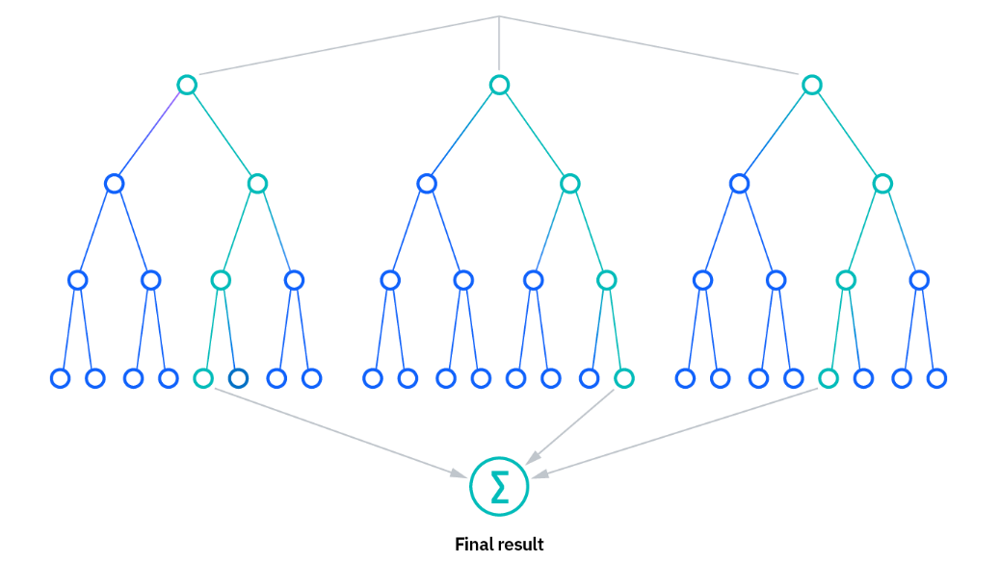 Σ
Final result